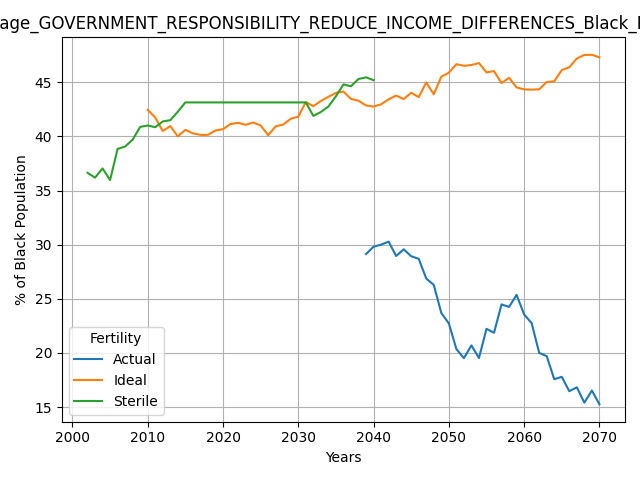 age_GOVERNMENT_RESPONSIBILITY_REDUCE_INCOME_DIFFERENCES_Black_
% of Black Population
45
40
35
30
25
20
15
Fertility
Actual
Ideal
Sterile
2000 2010 2020 2030 2040 2050 2060 2070
Years